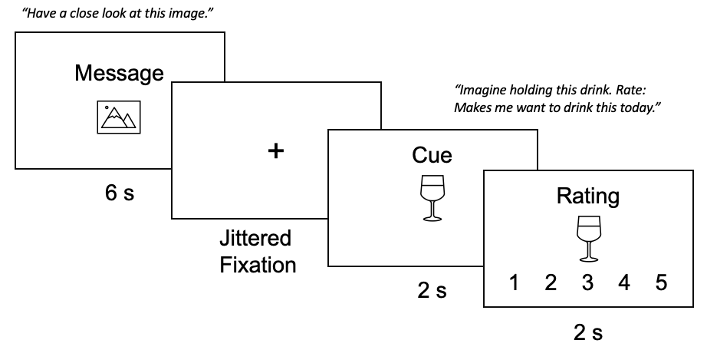 “Have a close look at this image.”
Message
6 s
+
Jittered
Fixation
“Imagine holding this drink. Rate:
Makes me want to drink this today.”
Cue
2 s
Rating
1 2 3 4 5
2 s